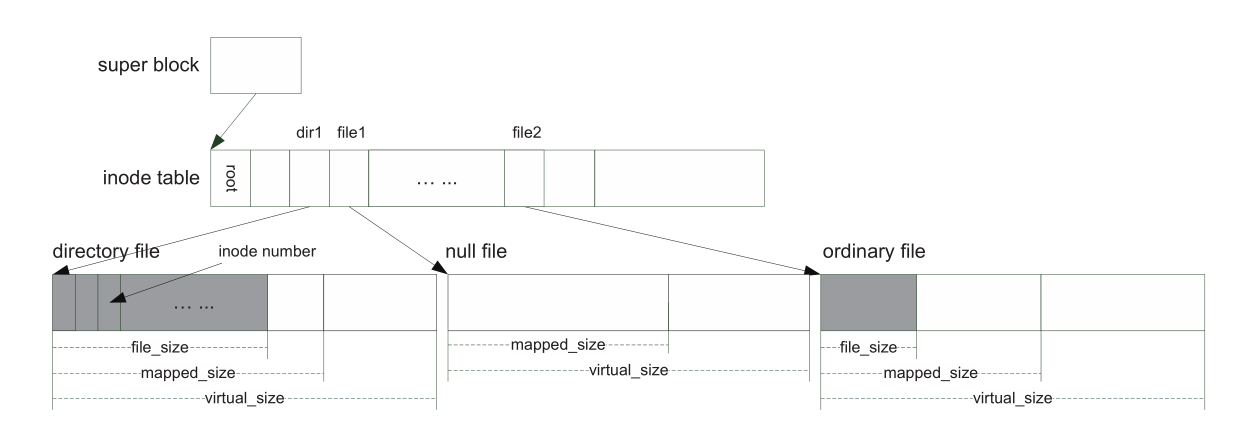 super block
dir1 file1 file2
inode table root … ...
directory file inode number null file ordinary file
… ...
file_size
mapped_size
virtual_size
mapped_size
virtual_size
file_size
mapped_size
virtual_size